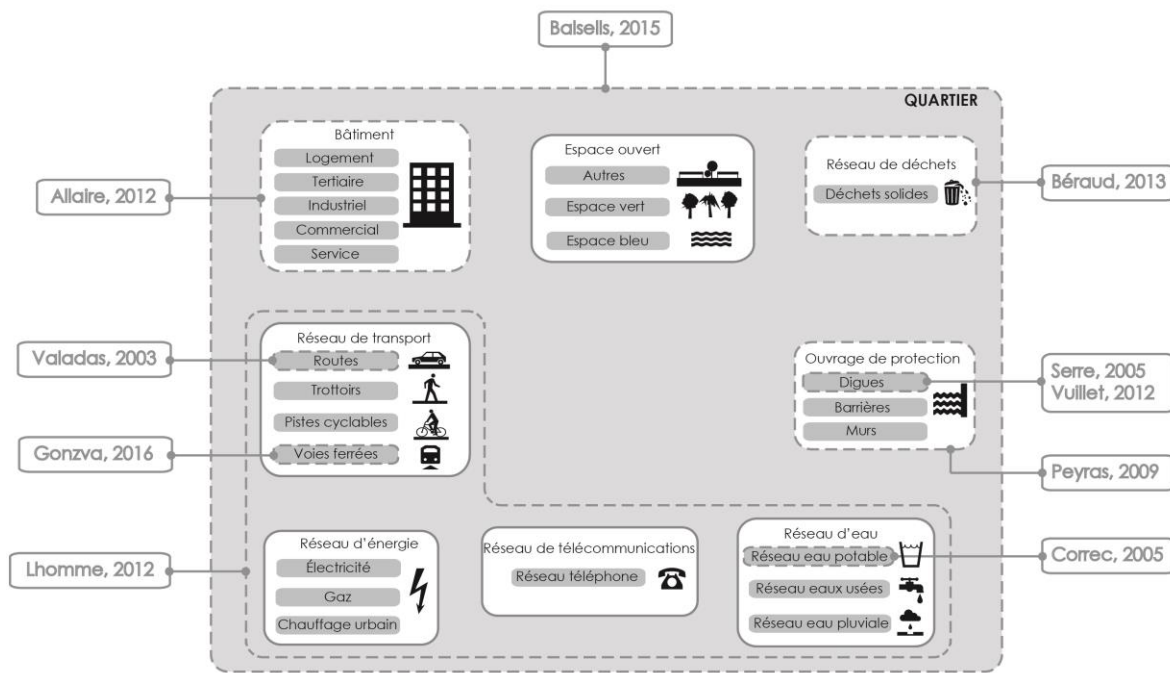 Balsells, 2015
QUARTIER
Bâtiment
Logement
Tertiaire
Industriel
Commercial
Service
Espace ouvert
Autres
Espace vert
Espace bleu
Réseau de déchets
Déchets solides
Allaire, 2012
Béraud, 2013
Réseau de transport
Routes
Trottoirs
Pistes cyclables
Voies ferrées
Valadas, 2003
Gonzva, 2016
Ouvrage de protection
Digues
Barrières
Murs
Serre, 2005
Vuillet, 2012
Peyras, 2009
Lhomme, 2012
Réseau d'énergie
Électricité
Gaz
Chauffage urbain
Réseau de télécommunications
Réseau téléphone
Réseau d'eau
Réseau eau potable
Réseau eaux usées
Réseau eau pluviale
Correc, 2005